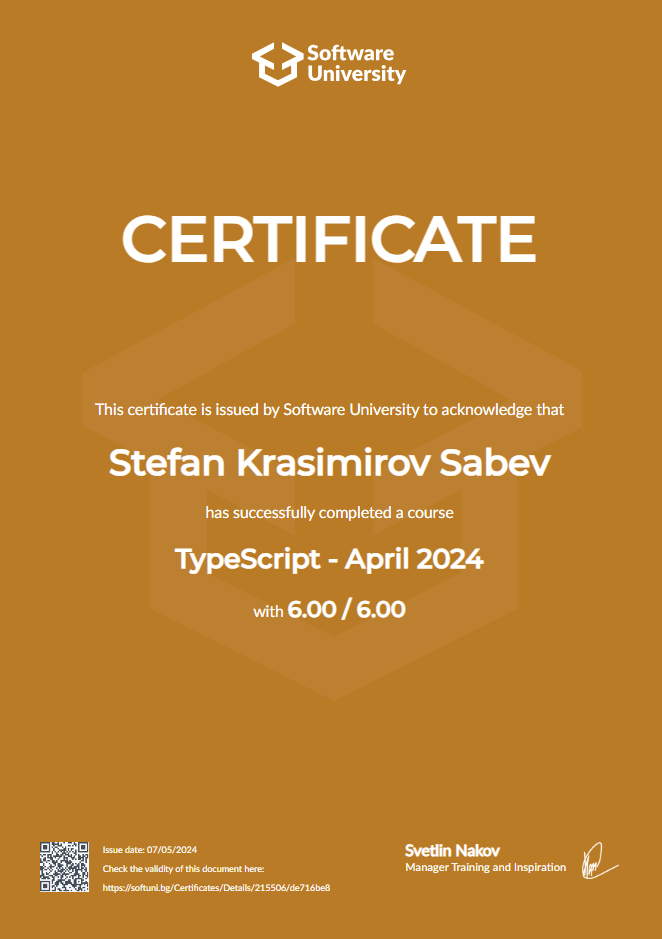 Software
University
CERTIFICATE
This certificate is issued by Software University to acknowledge that
Stefan Krasimirov Sabev
has successfully completed a course
TypeScript - April 2024
with 6.00 / 6.00
Issue date: 07/05/2024
Check the validity of this document here:
https://softuni.bg/Certificates/Details/215506/de716be8
Svetlin Nakov
Manager Training and Inspiration